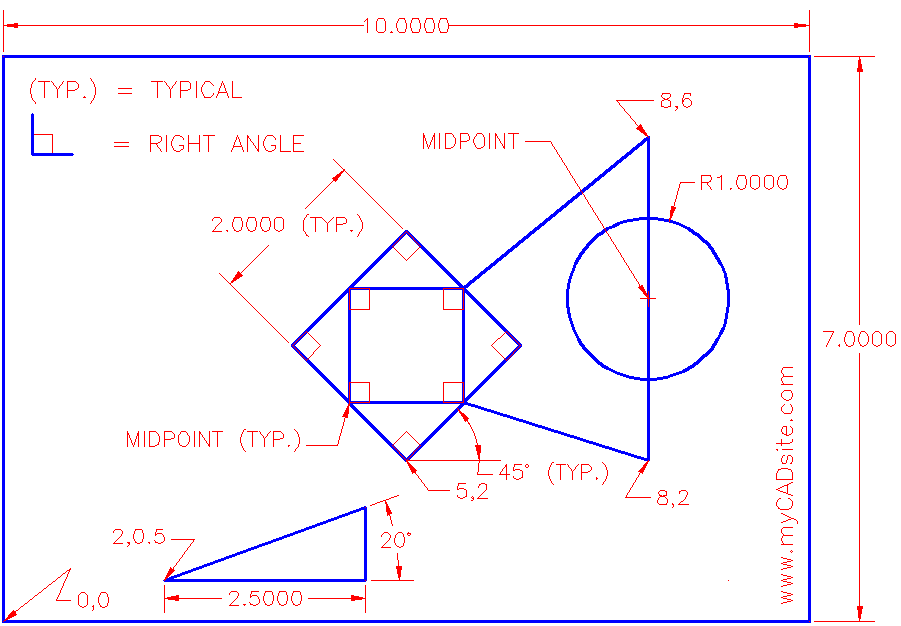 10.0000
(TYP.) = TYPICAL
8,6
MIDPOINT
= RIGHT ANGLE
R1.0000
2.0000 (TYP.)
7.0000
MIDPOINT (TYP.)
45° (TYP.)
5,2
8,2
www.myCADsite.com
2,0.5
20°
2.5000
0,0